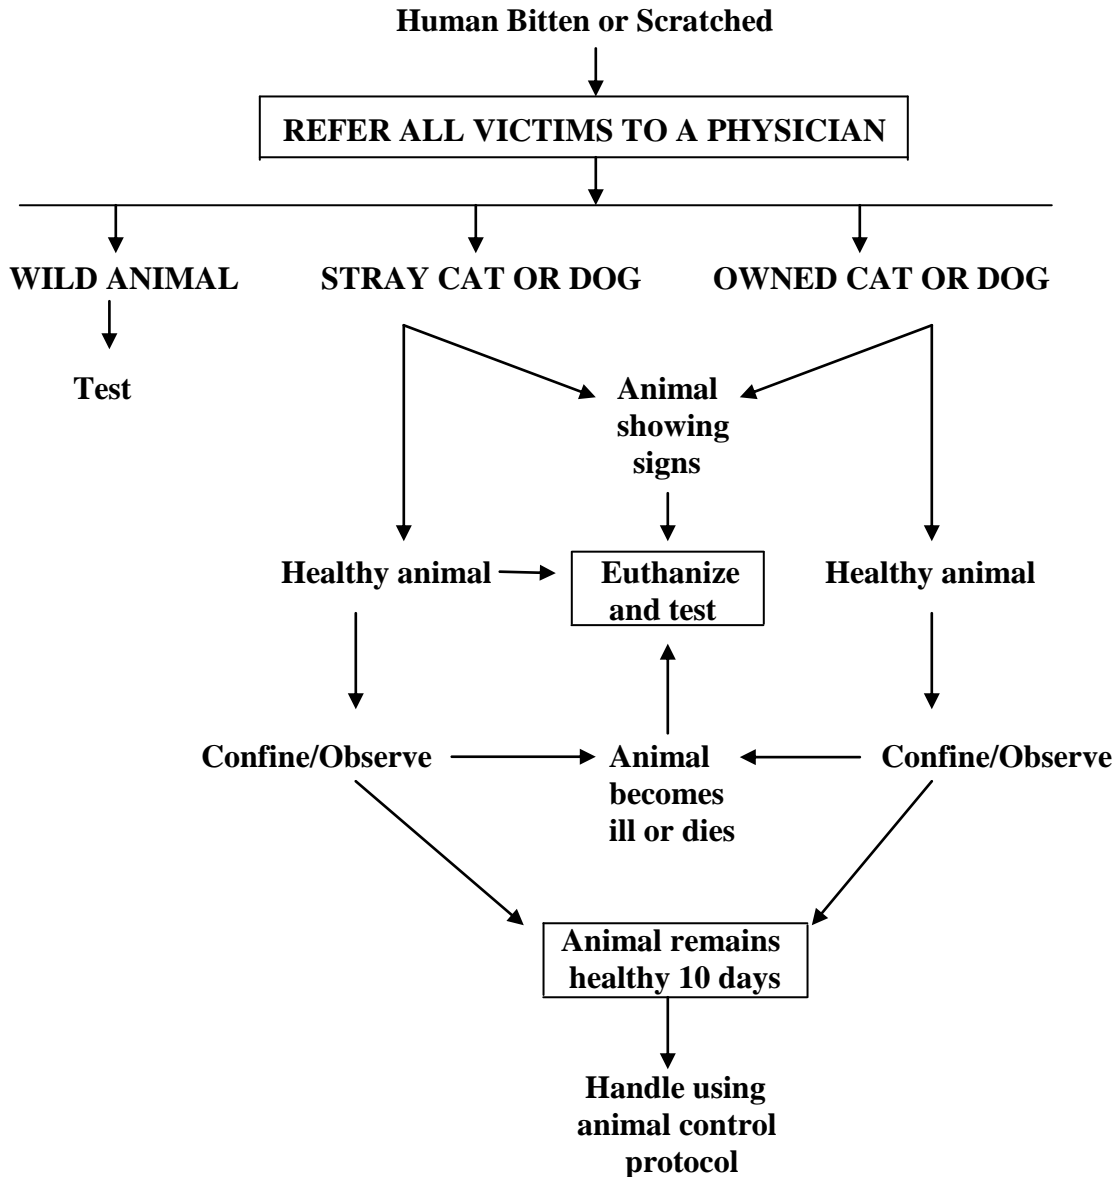 Human Bitten or Scratched
REFER ALL VICTIMS TO A PHYSICIAN
WILD ANIMAL
STRAY CAT OR DOG
OWNED CAT OR DOG
Test
Animal
showing
signs
Healthy animal
Euthanize
and test
Healthy animal
Confine/Observe
Animal
becomes
ill or dies
Confine/Observe
Animal remains
healthy 10 days
Handle using
animal control
protocol